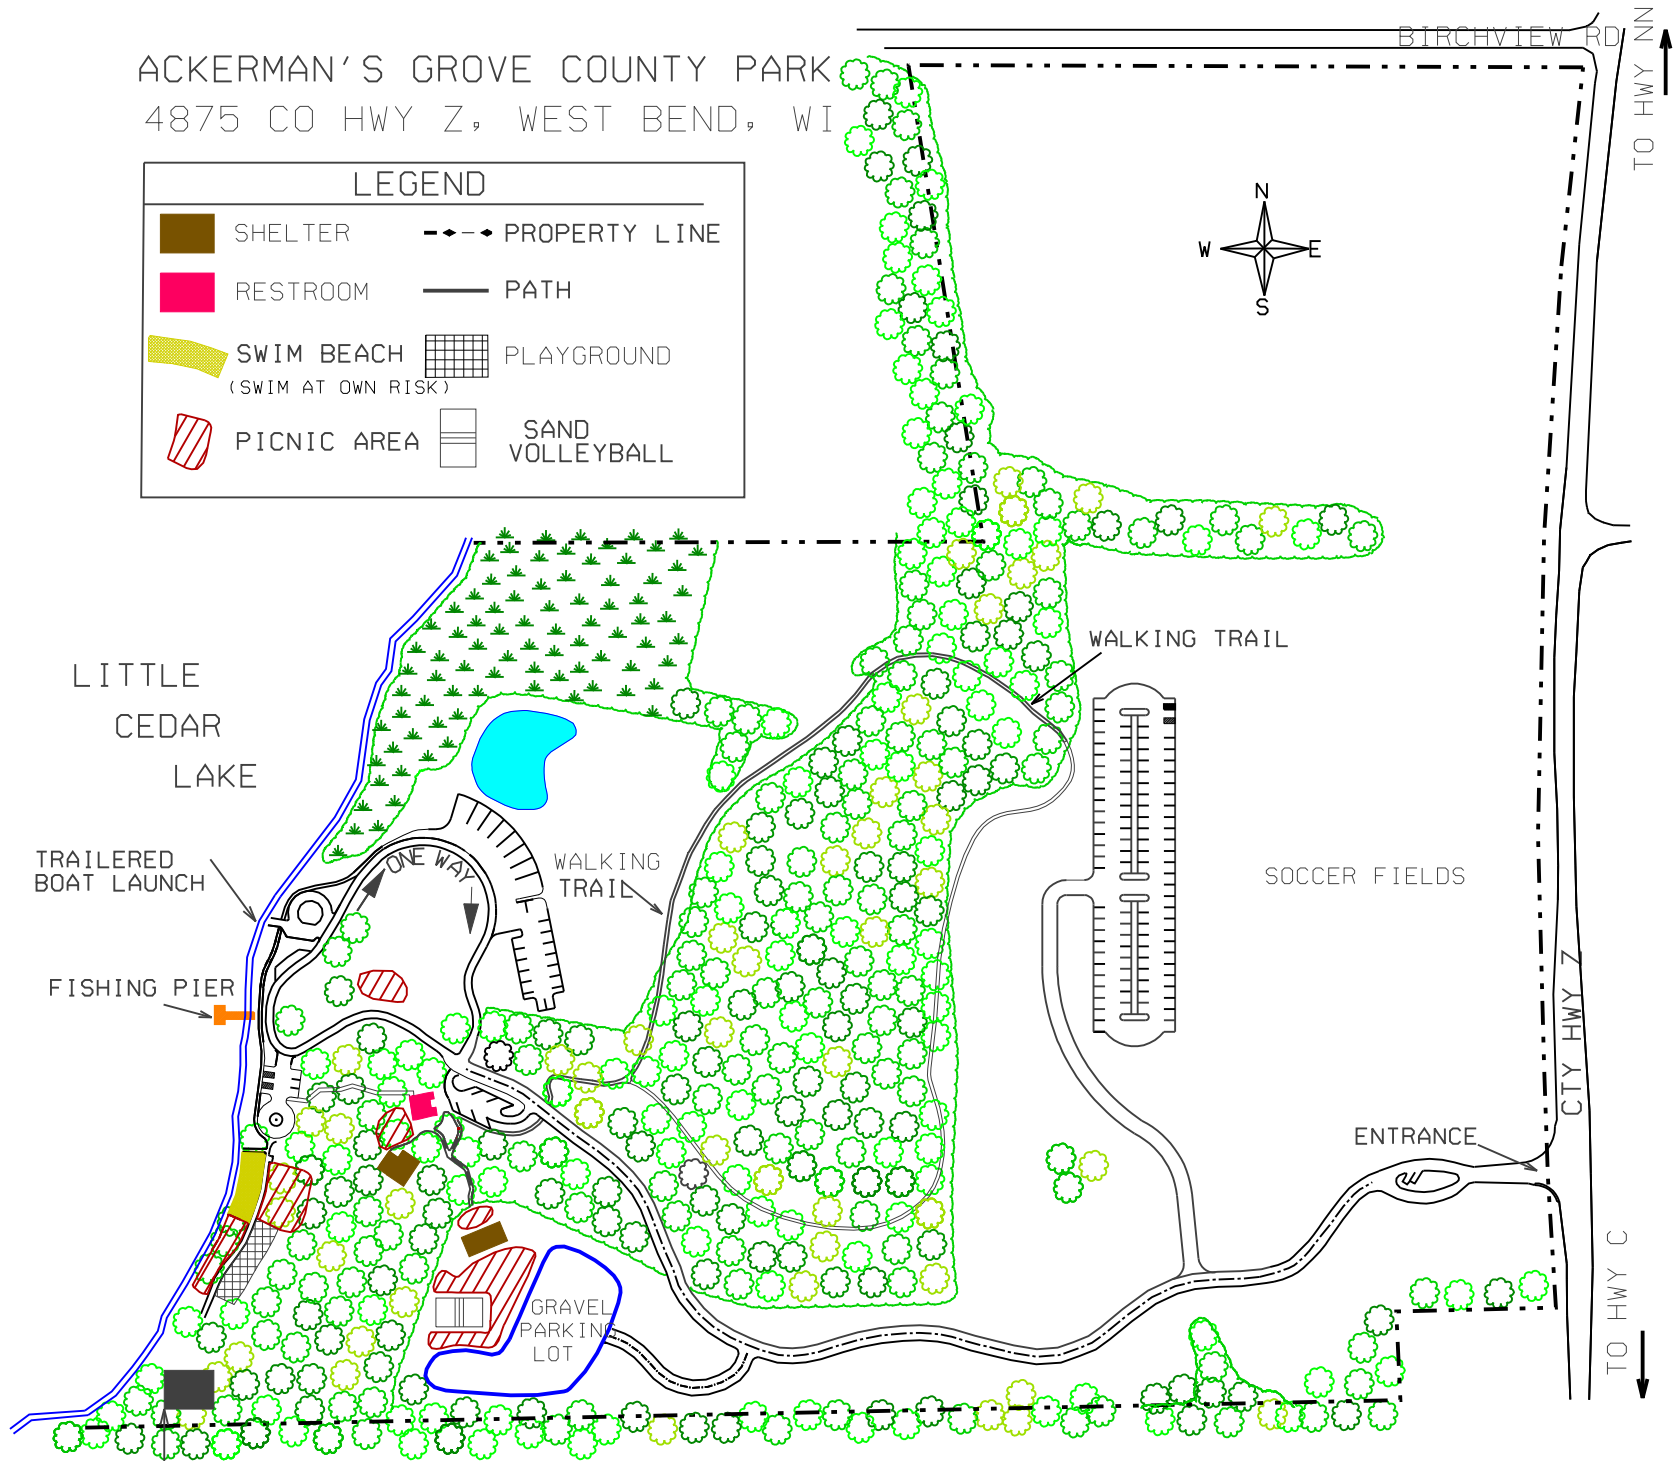 ACKERMAN'S GROVE COUNTY PARK
4875 CO HWY Z, WEST BEND, WI
LEGEND
SHELTER
PROPERTY LINE
RESTROOM
PATH
SWIM BEACH
(SWIM AT OWN RISK)
PLAYGROUND
PICNIC AREA
SAND
VOLLEYBALL
BIRCHVIEW RD
TO HWY NN
N
W
E
S
LITTLE
CEDAR
LAKE
WALKING TRAIL
TRAILERED
BOAT LAUNCH
ONE WAY
WALKING
TRAIL
SOCCER FIELDS
FISHING PIER
CTY HWY Z
ENTRANCE
GRAVEL
PARKING
LOT
TO HWY C